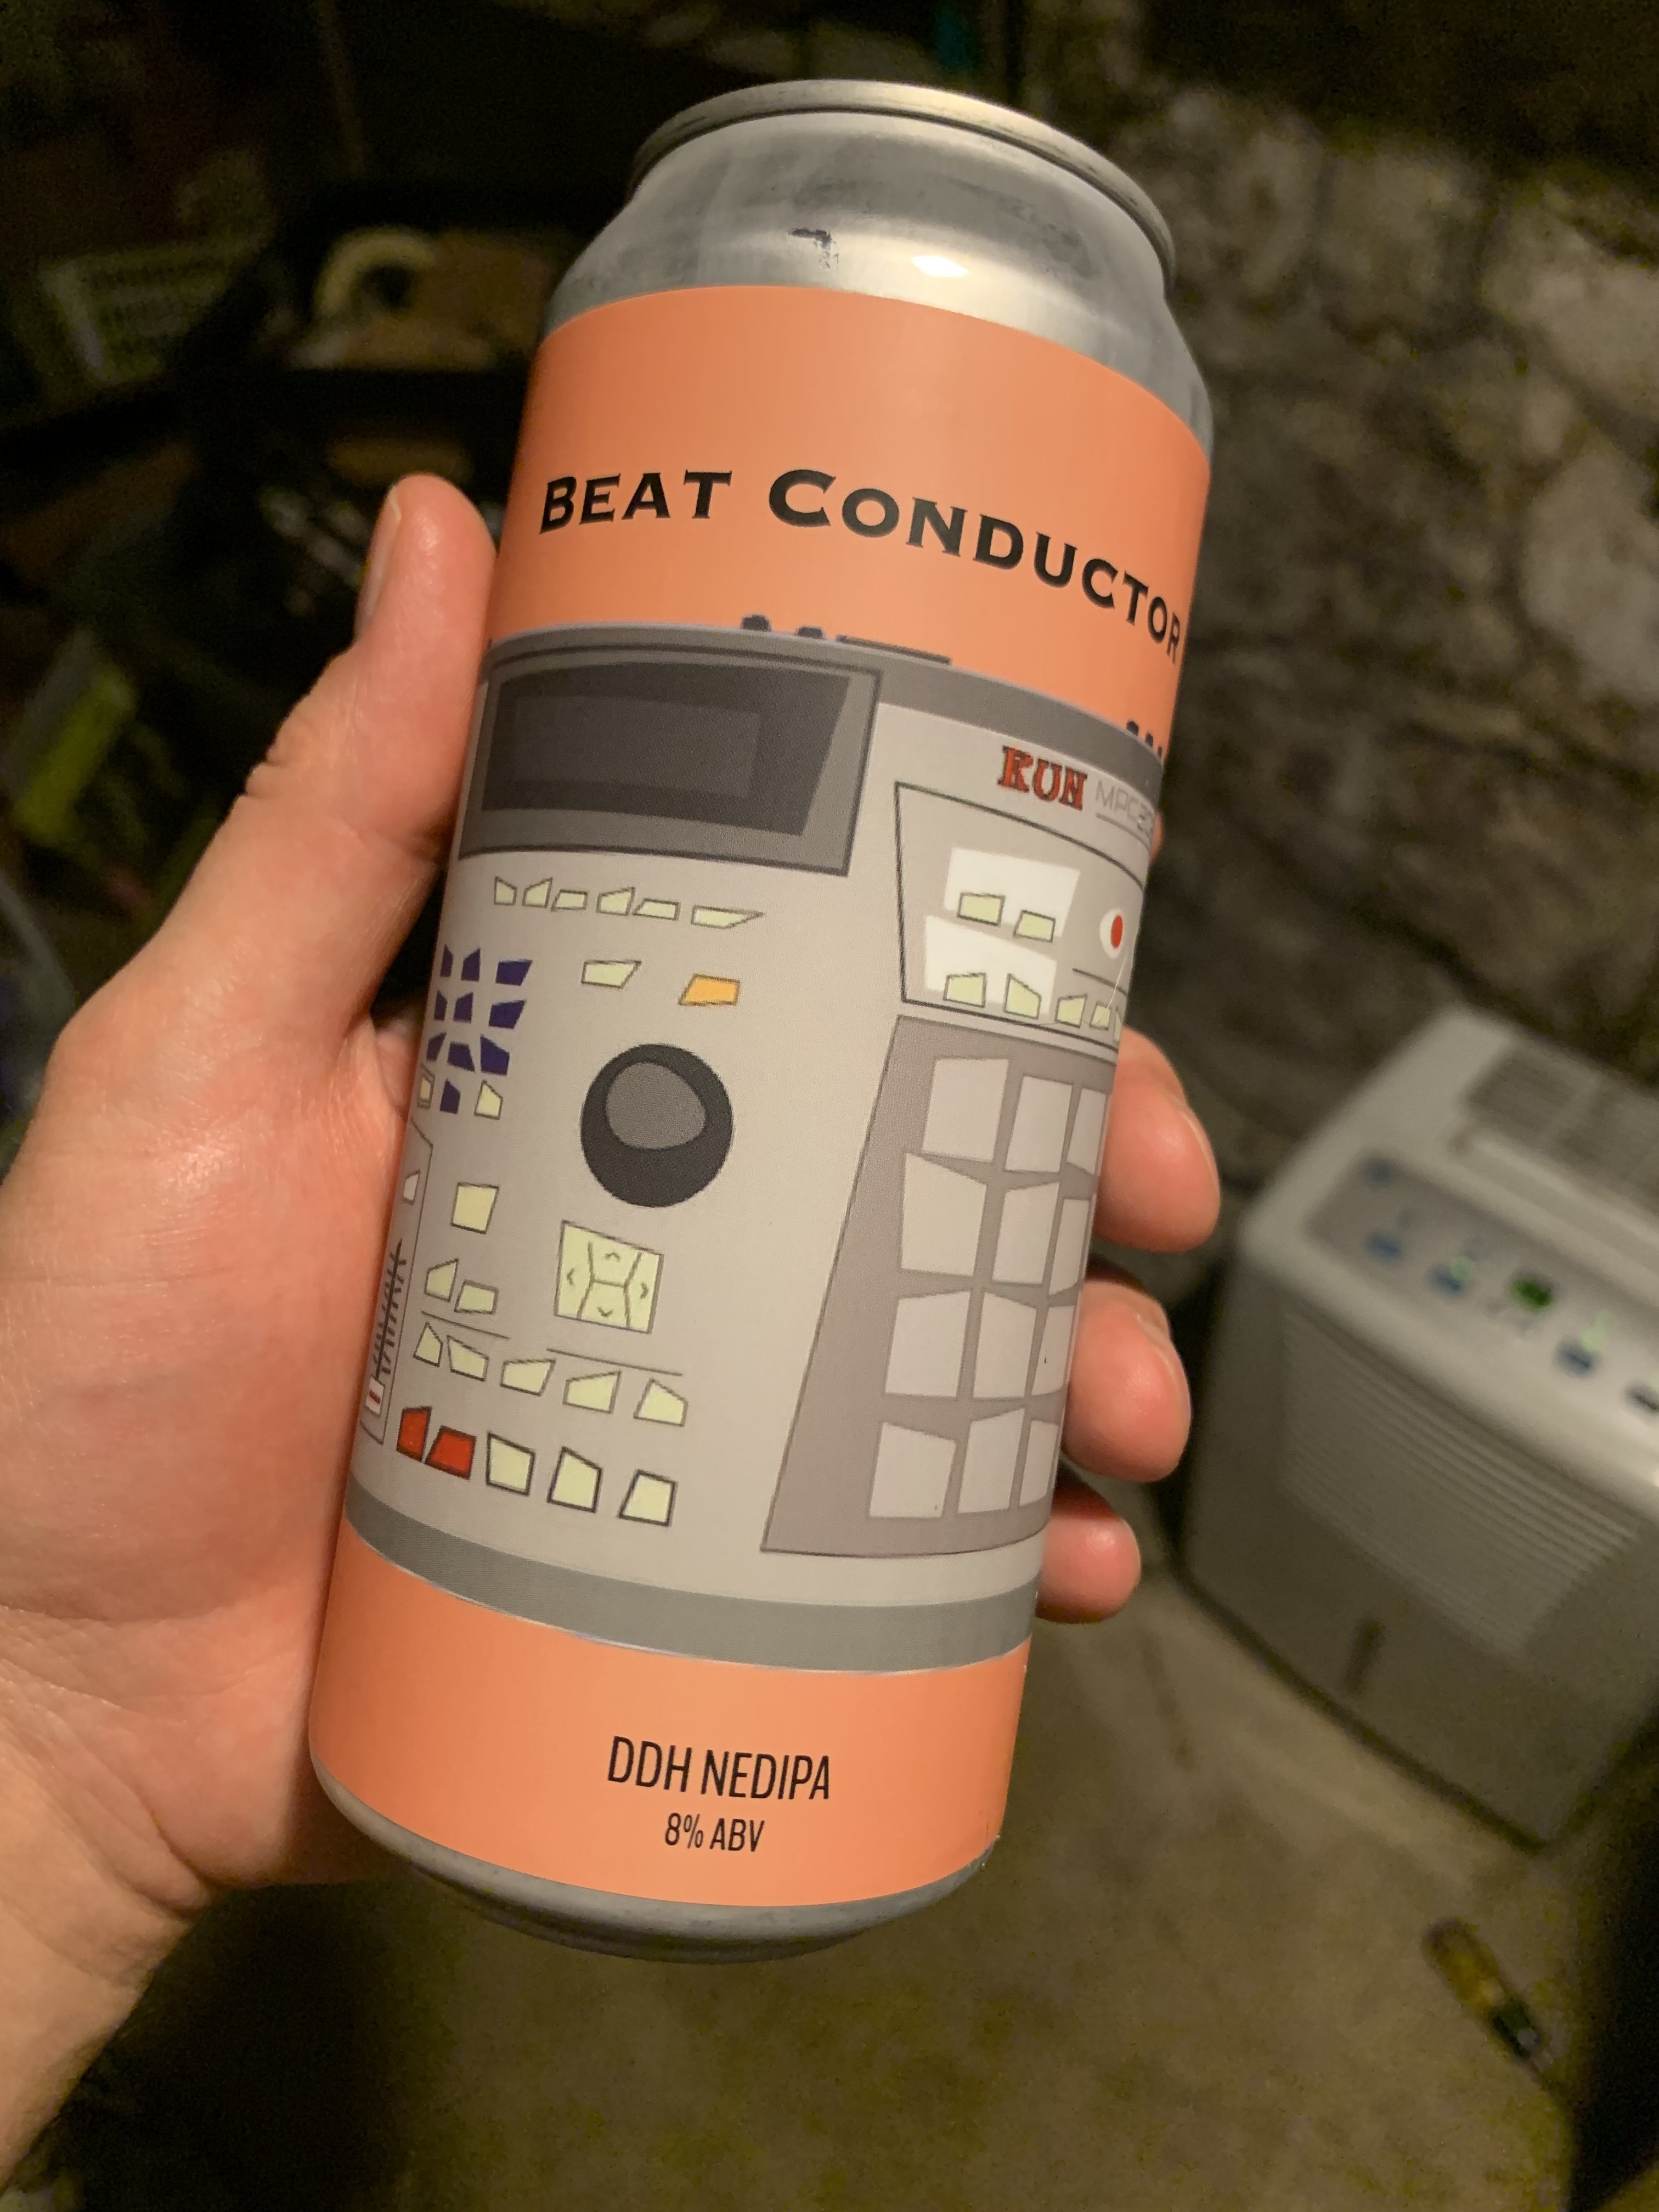 BEAT CONDUCTOR
KUN
DDH NEDIPA
8% ABV